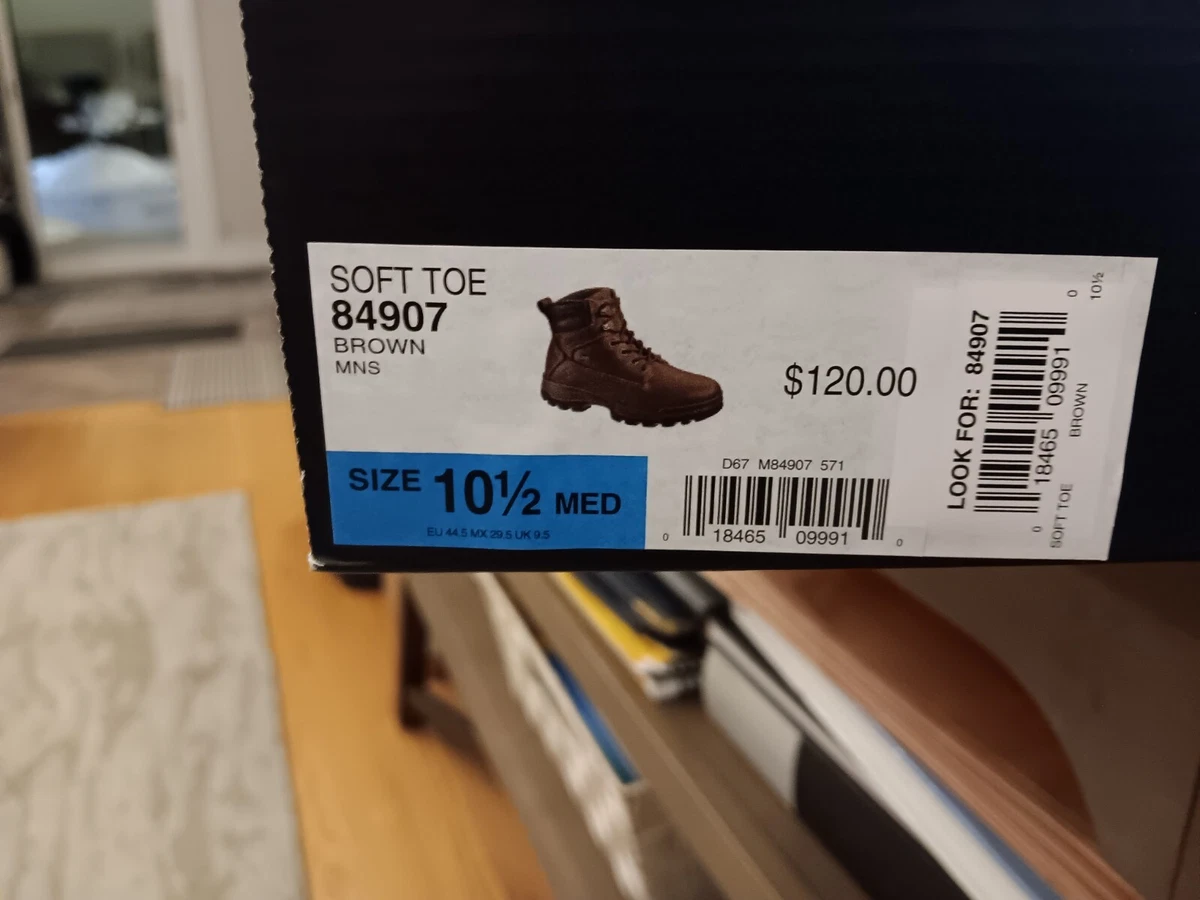 SOFT TOE
84907
BROWN
MNS
$120.00
SIZE 10½ MED
EU 44.5 MX 29.5 UK 9.5
D67 M84907 571
0 18465 09991 0
LOOK FOR: 84907
0 18465 09991 0
SOFT TOE BROWN 10½